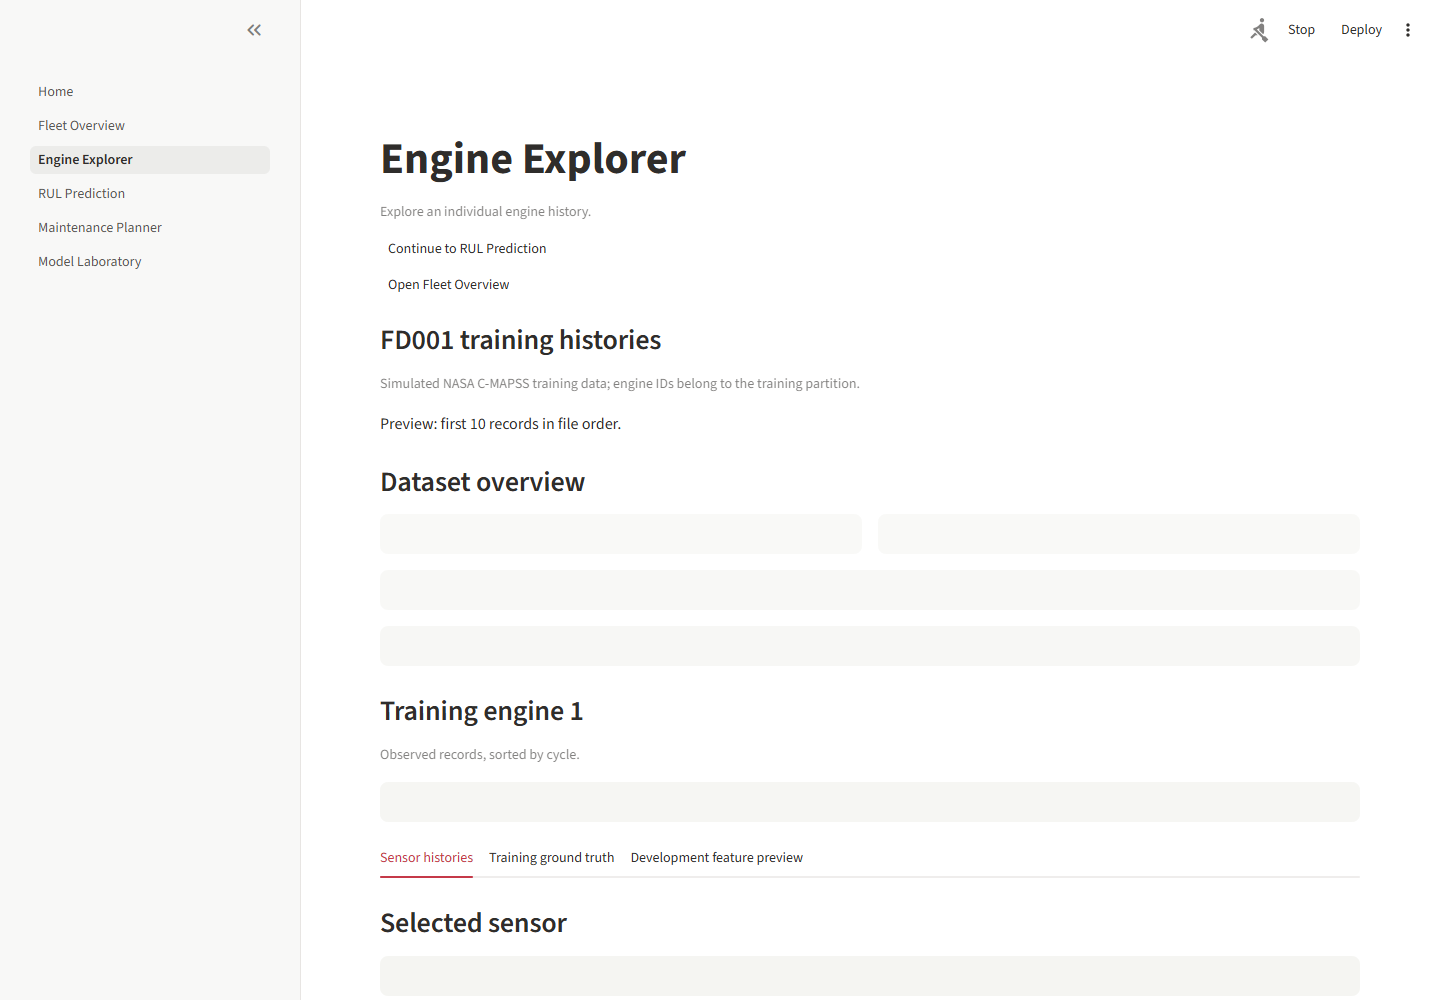 Stop
Deploy
Home
Fleet Overview
Engine Explorer
RUL Prediction
Maintenance Planner
Model Laboratory
Engine Explorer
Explore an individual engine history.
Continue to RUL Prediction
Open Fleet Overview
FD001 training histories
Simulated NASA C-MAPSS training data; engine IDs belong to the training partition.
Preview: first 10 records in file order.
Dataset overview
Training engine 1
Observed records, sorted by cycle.
Sensor histories
Training ground truth
Development feature preview
Selected sensor